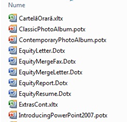 Nume
CartelăOrară.xltx
ClassicPhotoAlbum.potx
ContemporaryPhotoAlbum.potx
EquityLetter.Dotx
EquityMergeFax.Dotx
EquityMergeLetter.Dotx
EquityReport.Dotx
EquityResume.Dotx
ExtrasCont.xltx
IntroducingPowerPoint2007.potx